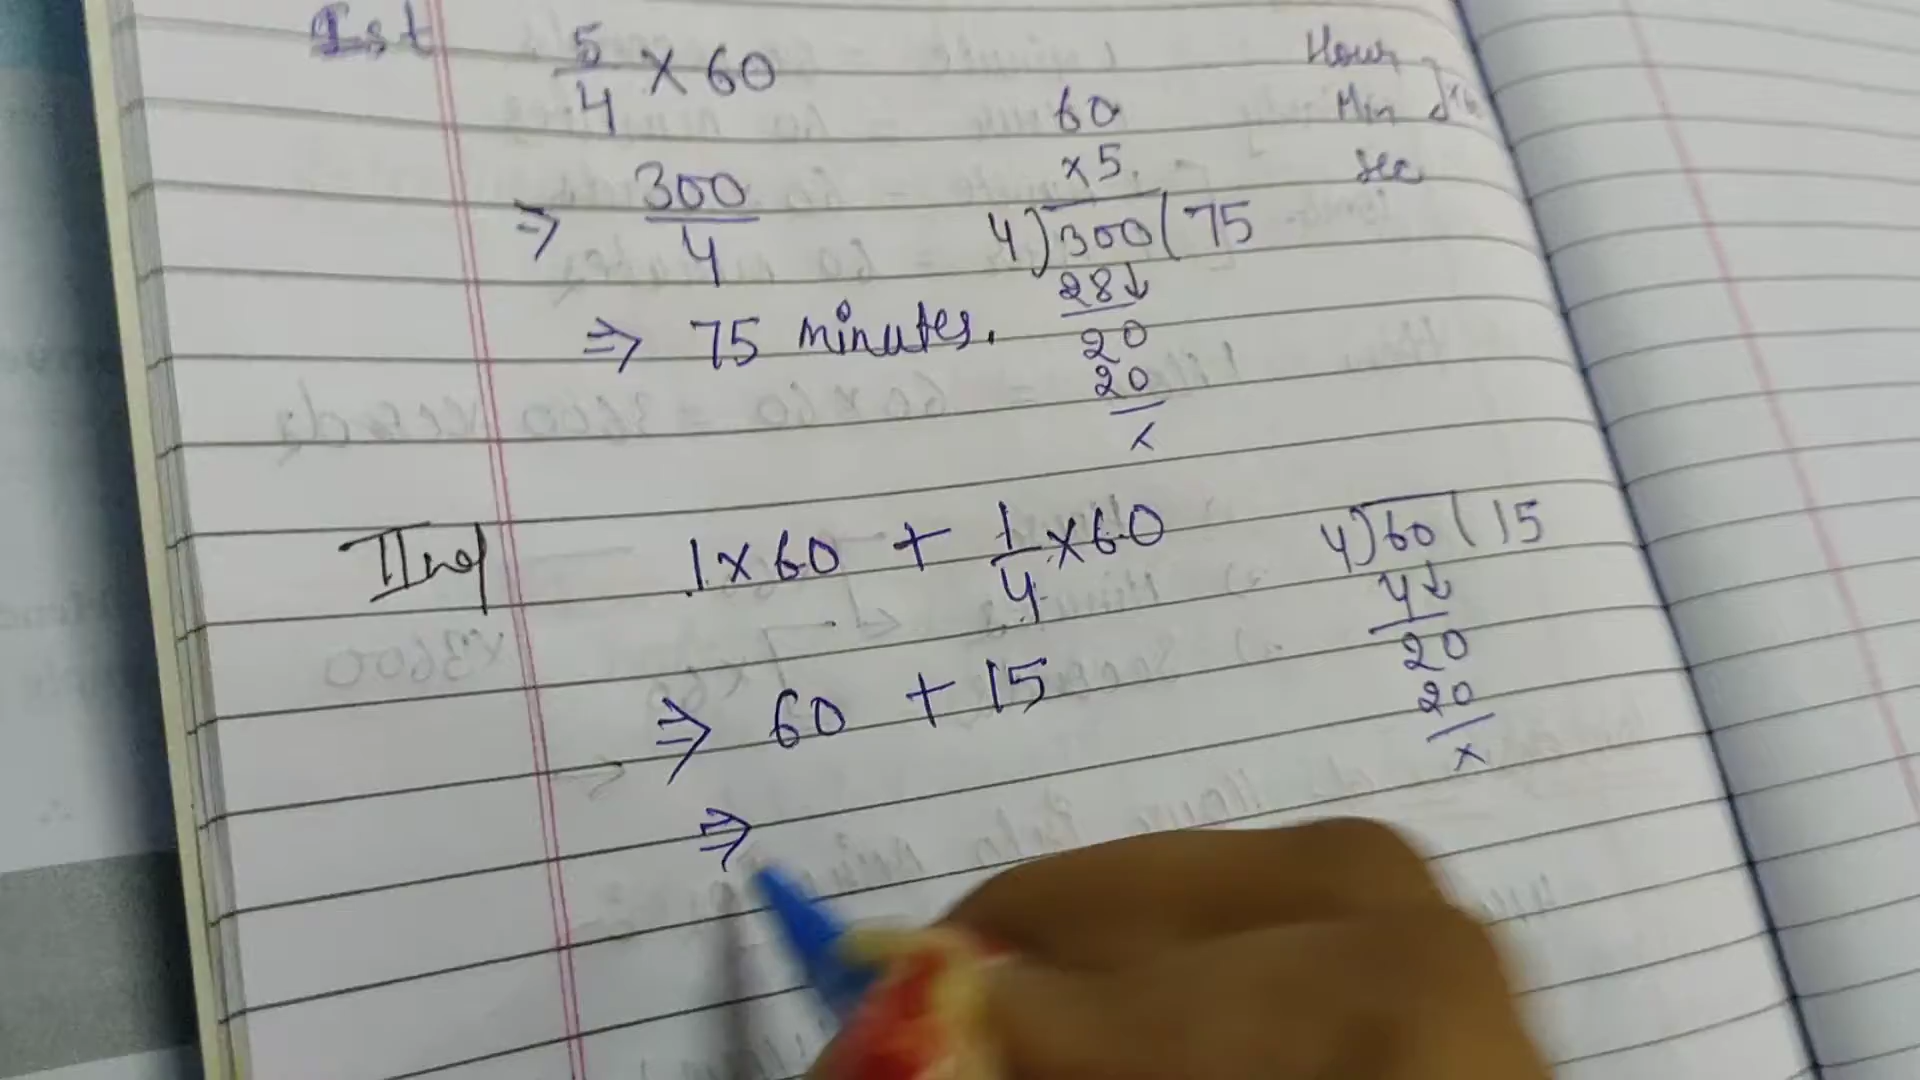 Ist
5/4 × 60
Hour
Min
sec
⇒ 300/4
60
×5
4)300(75
28↓
20
20
×
⇒ 75 minutes.
IInd
1×60 + 1/4 ×60
4)60(15
4↓
20
20
×
⇒ 60 + 15
⇒